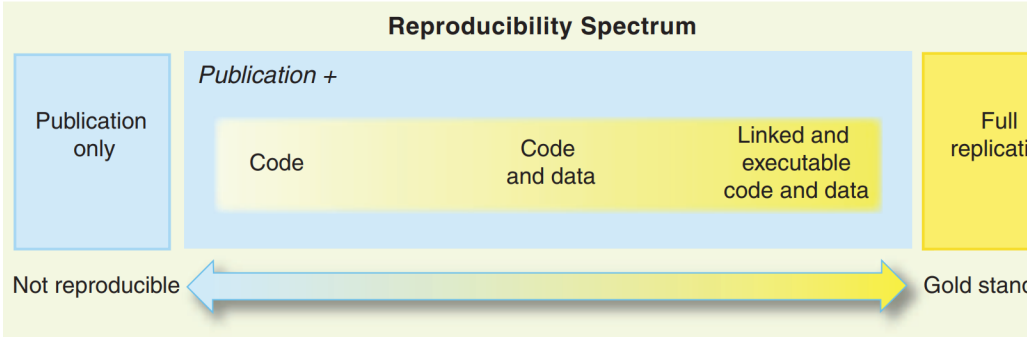 Reproducibility Spectrum
Publication
only
Publication +
Code
Code
and data
Linked and
executable
code and data
Full
Not reproducible
Gold